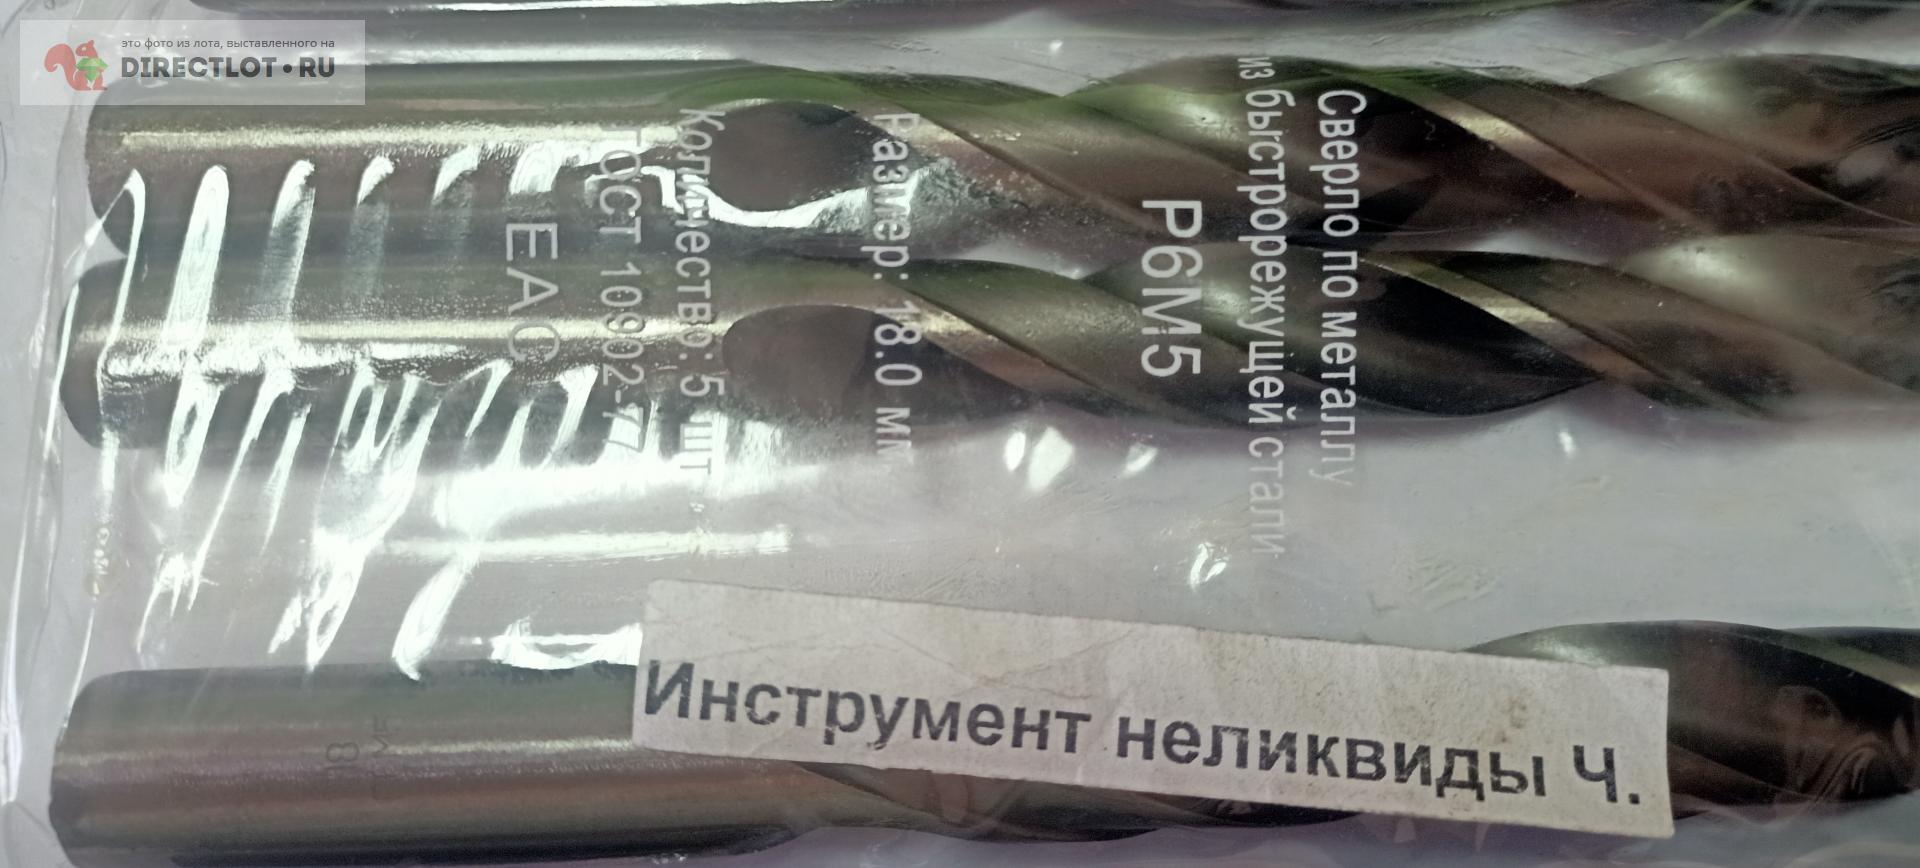 это фото из лота, выставленного на
DIRECTLOT.RU
Сверло по металлу
из быстрорежущей стали
Р6М5
Размер: 18.0 мм
Количество: 5 шт.
ГОСТ 10902-77
EAC
Инструмент неликвиды Ч.